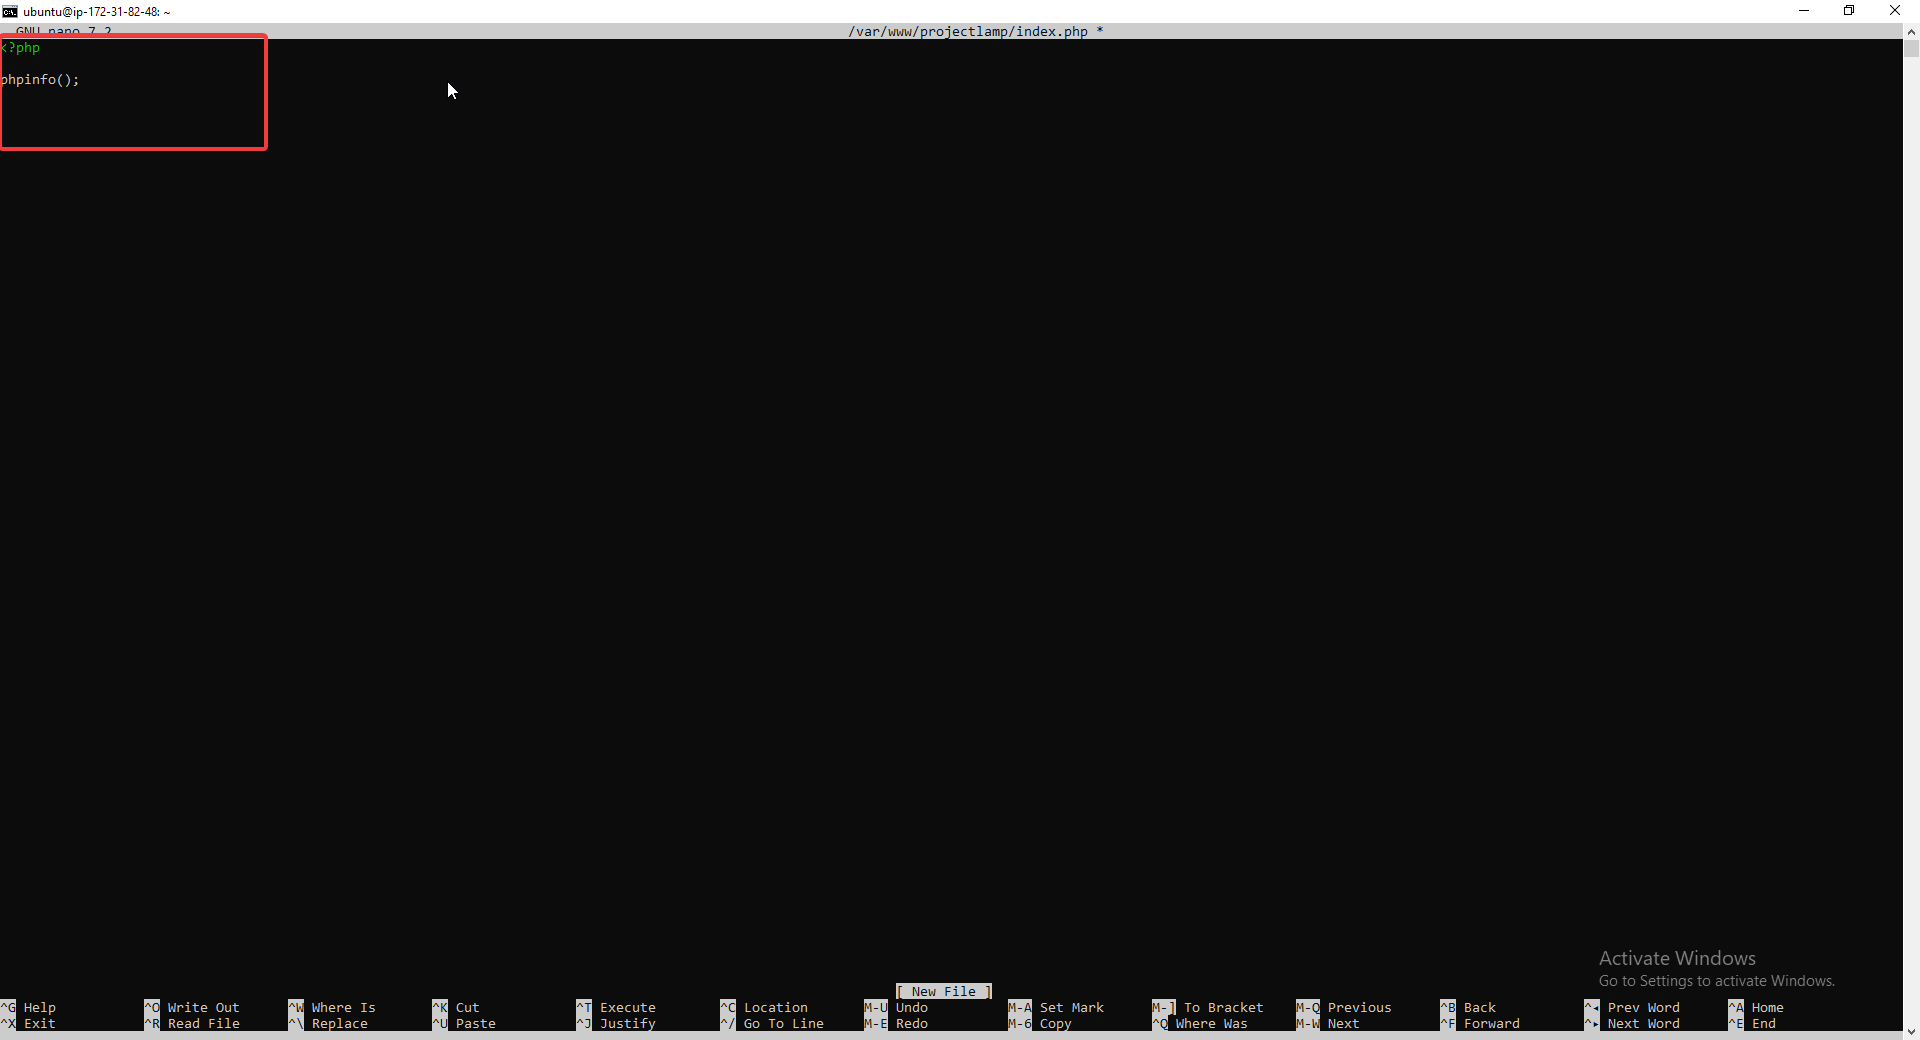 ubuntu@ip-172-31-82-48: ~
GNU nano 7.2 /var/www/projectlamp/index.php *
<?php
phpinfo();
Activate Windows
Go to Settings to activate Windows.
[ New File ]
^G Help ^O Write Out ^W Where Is ^K Cut ^T Execute ^C Location M-U Undo M-A Set Mark M-] To Bracket M-Q Previous ^B Back ^◂ Prev Word ^A Home
^X Exit ^R Read File ^\ Replace ^U Paste ^J Justify ^/ Go To Line M-E Redo M-6 Copy ^Q Where Was M-W Next ^F Forward ^▸ Next Word ^E End